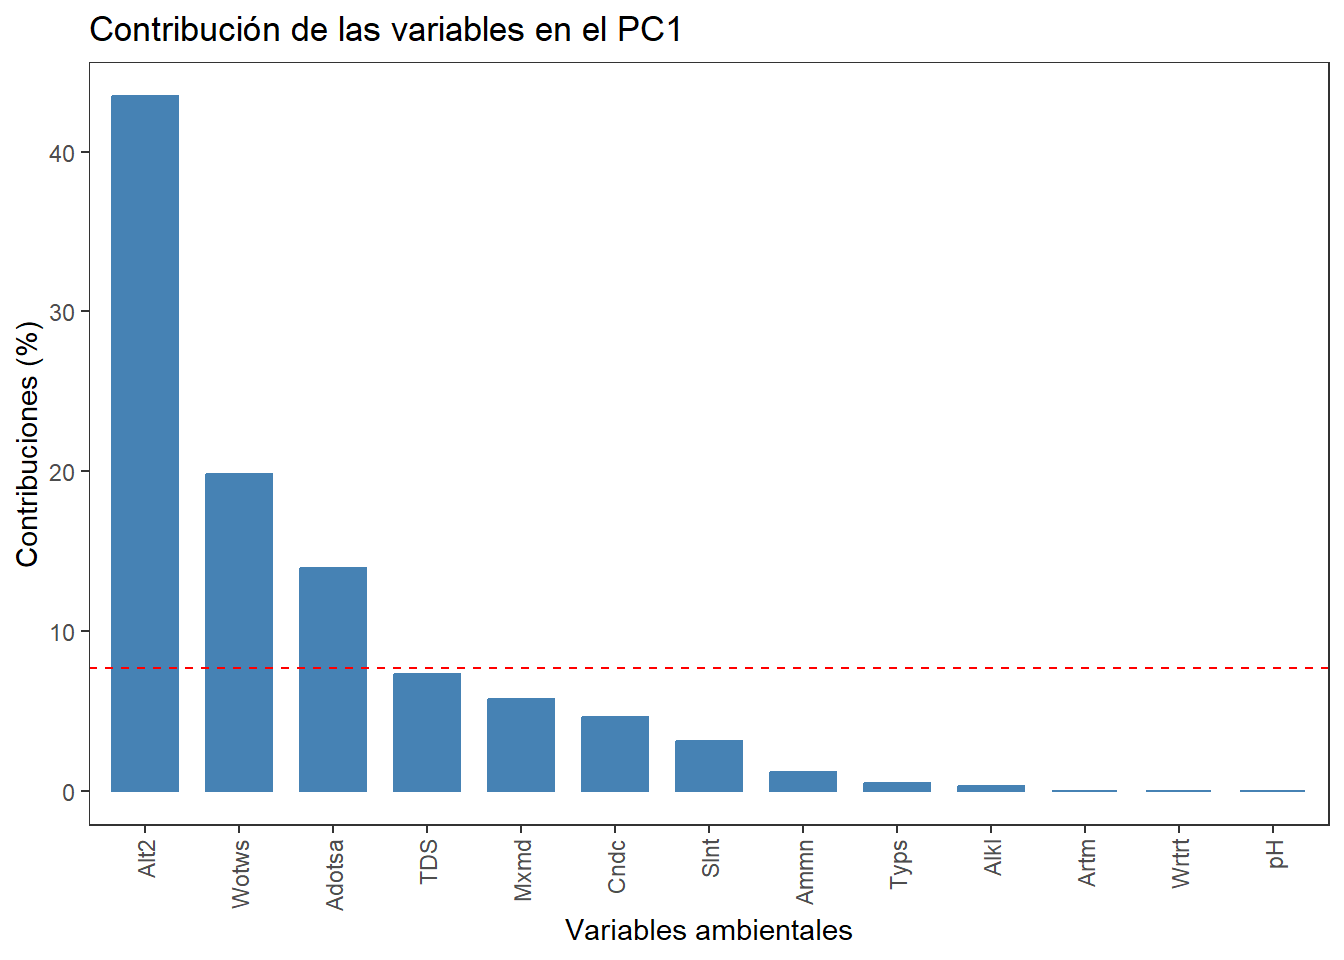 Contribución de las variables en el PC1
Contribuciones (%)
40
30
20
10
0
Alt2
Wotws
Adotsa
TDS
Mxmd
Cndc
Slnt
Ammn
Typs
Alkl
Artm
Wrtrt
pH
Variables ambientales